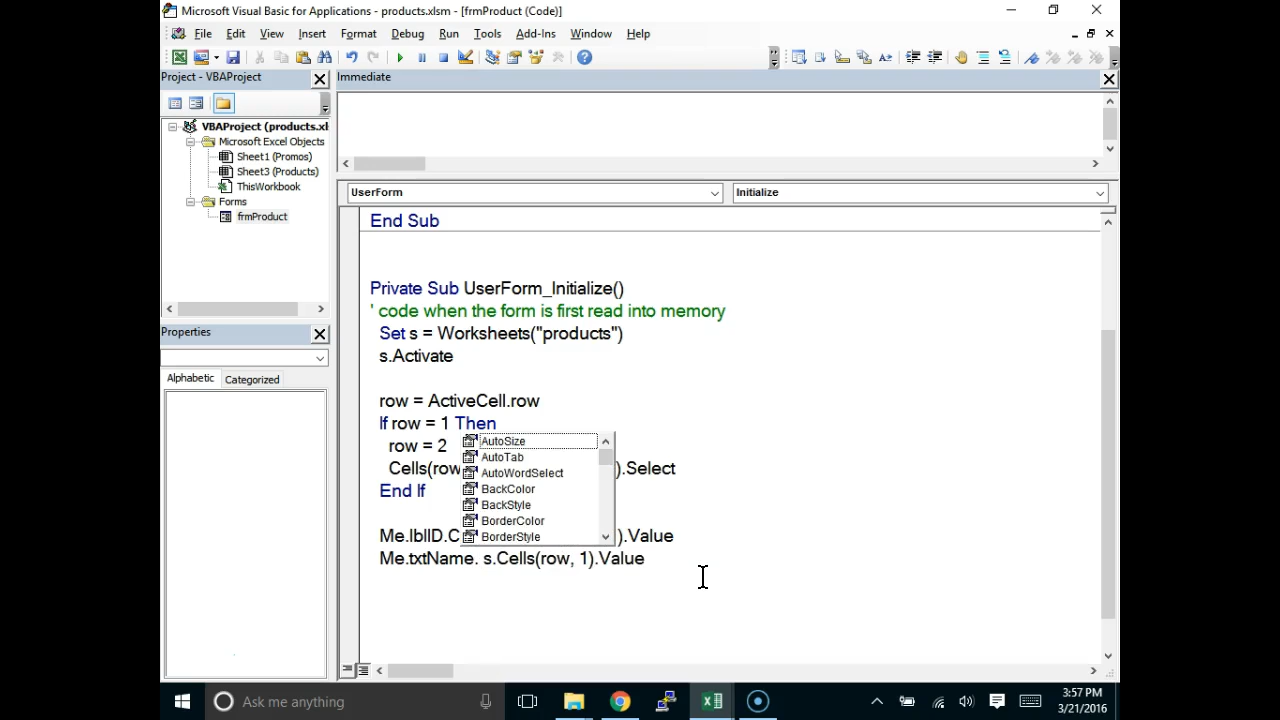 Microsoft Visual Basic for Applications - products.xlsm - [frmProduct (Code)]
File Edit View Insert Format Debug Run Tools Add-Ins Window Help
Project - VBAProject
Immediate
VBAProject (products.xl
Microsoft Excel Objects
Sheet1 (Promos)
Sheet3 (Products)
ThisWorkbook
Forms
frmProduct
UserForm
Initialize
End Sub
Private Sub UserForm_Initialize()
' code when the form is first read into memory
Set s = Worksheets("products")
s.Activate
row = ActiveCell.row
If row = 1 Then
row = 2
Cells(row ).Select
End If
Me.lblID.C ).Value
Me.txtName. s.Cells(row, 1).Value
AutoSize
AutoTab
AutoWordSelect
BackColor
BackStyle
BorderColor
BorderStyle
Properties
Alphabetic Categorized
Ask me anything
3:57 PM
3/21/2016